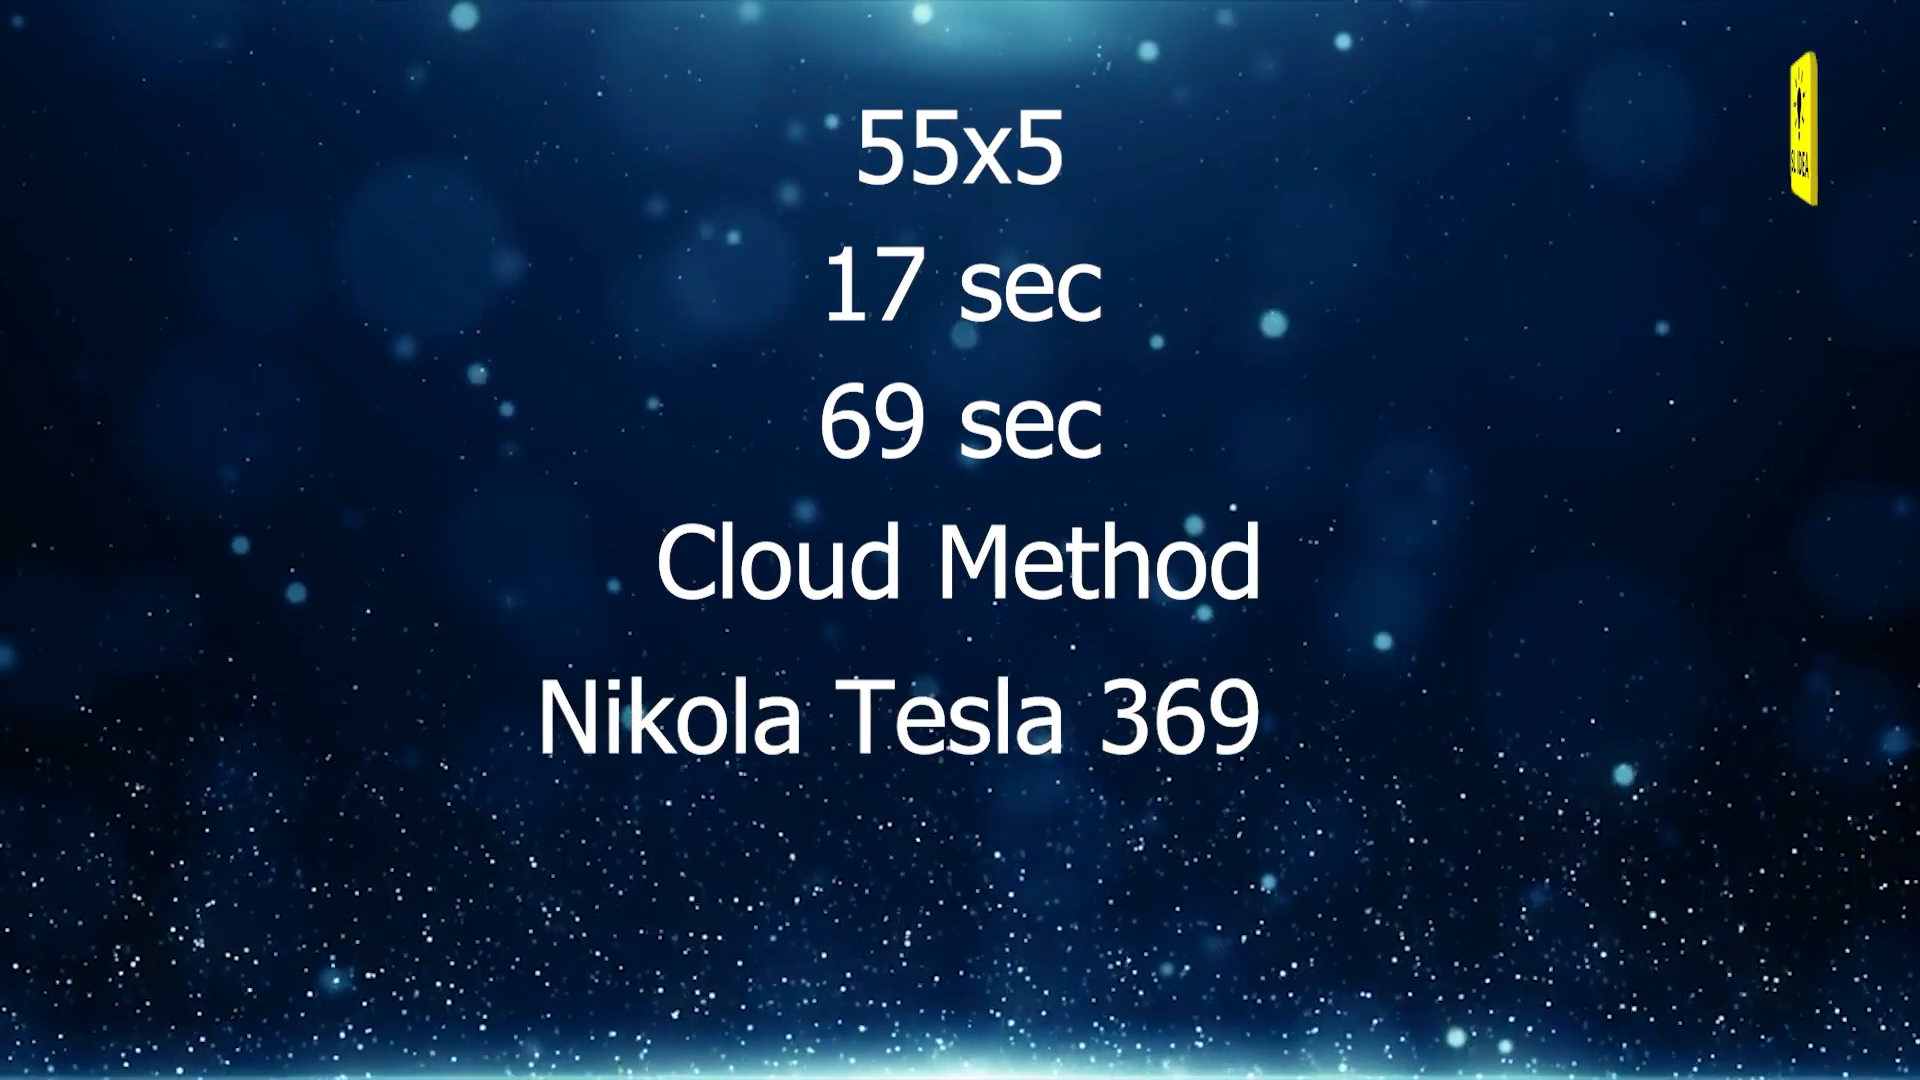 55x5
17 sec
69 sec
Cloud Method
Nikola Tesla 369